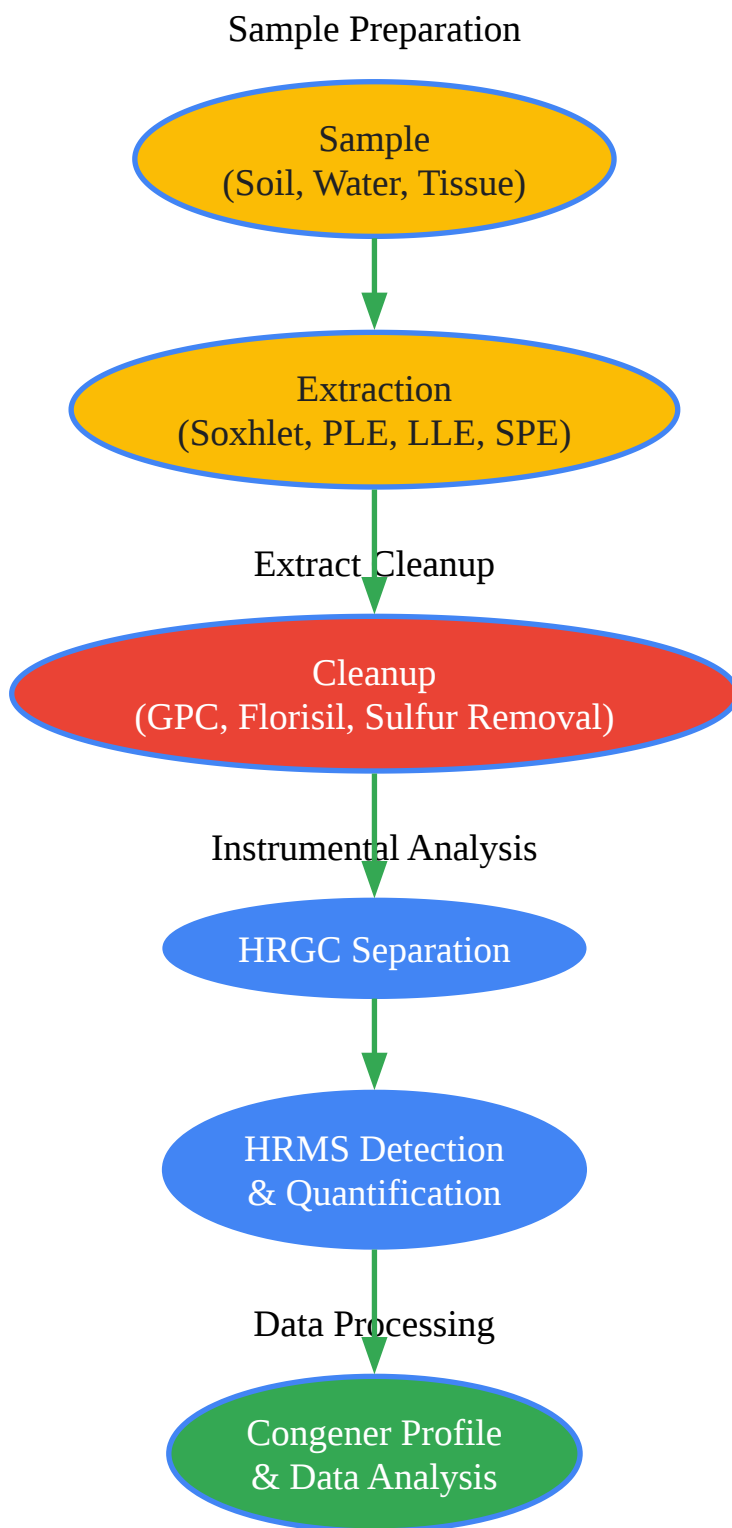 Sample Preparation
Sample
(Soil, Water, Tissue)
Extraction
(Soxhlet, PLE, LLE, SPE)
Extract Cleanup
Cleanup
(GPC, Florisil, Sulfur Removal)
Instrumental Analysis
HRGC Separation
HRMS Detection
& Quantification
Data Processing
Congener Profile
& Data Analysis